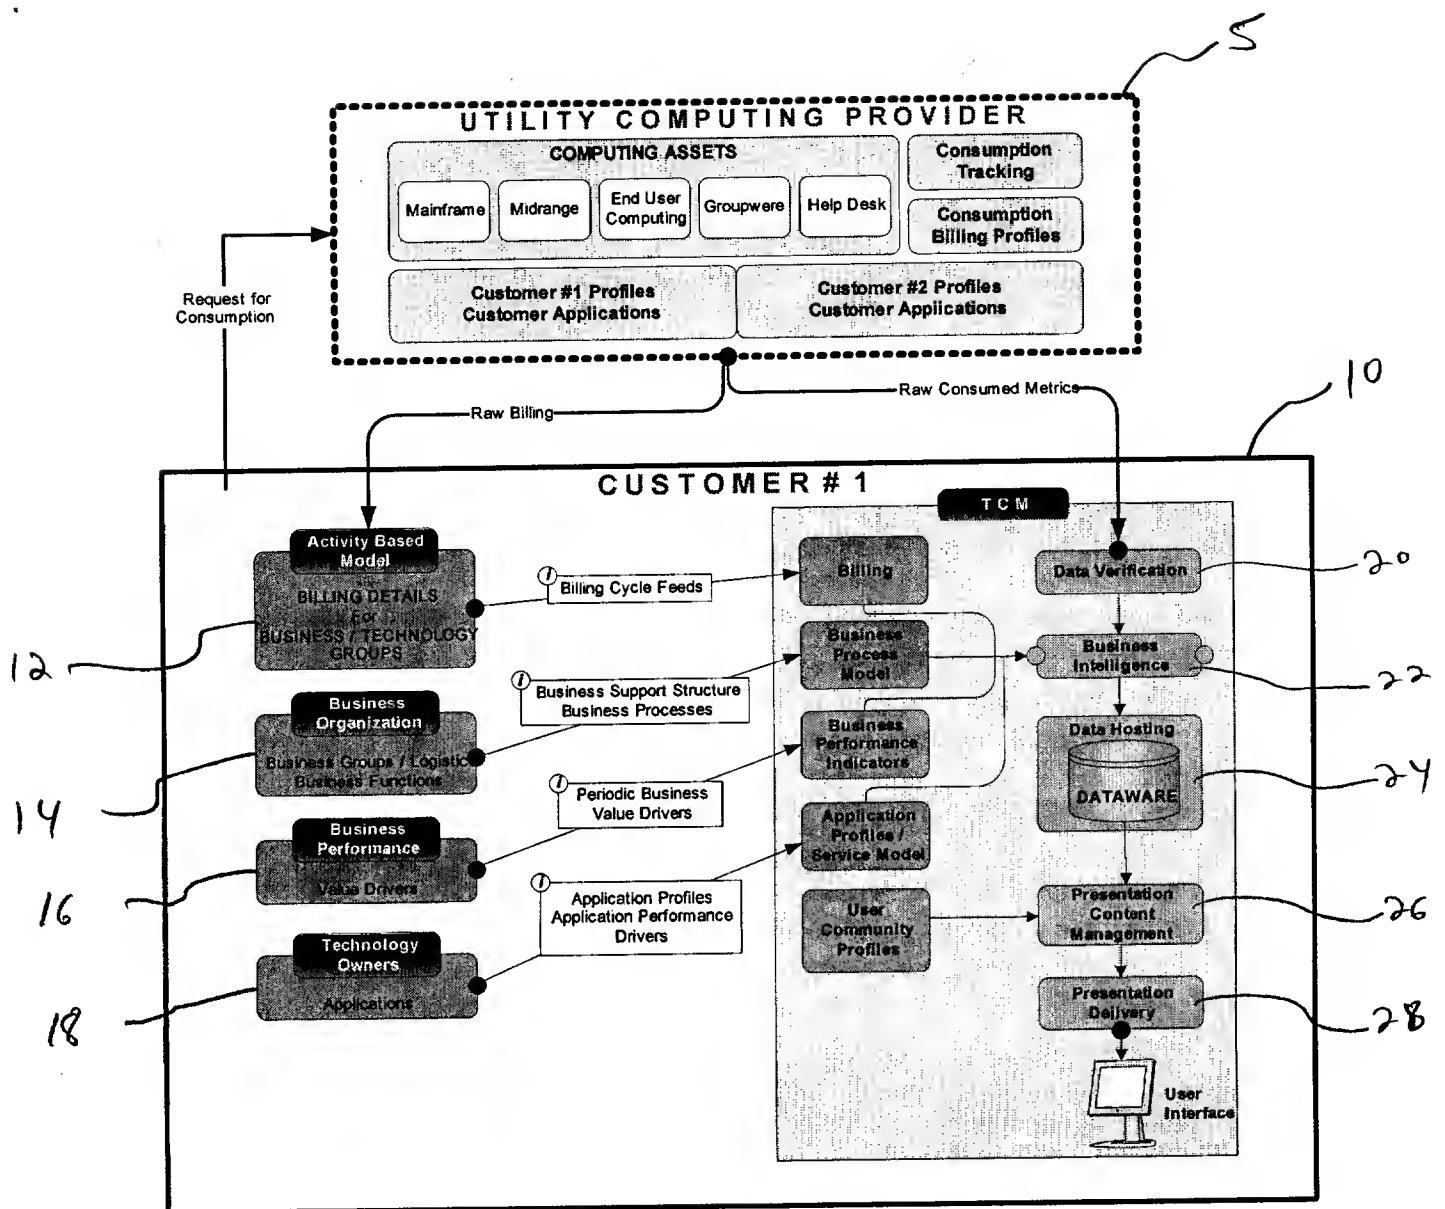 5
UTILITY COMPUTING PROVIDER
COMPUTING ASSETS
Mainframe
Midrange
End User
Computing
Groupwere
Help Desk
Consumption
Tracking
Consumption
Billing Profiles
Customer #1 Profiles
Customer Applications
Customer #2 Profiles
Customer Applications
Request for
Consumption
Raw Billing
Raw Consumed Metrics
10
CUSTOMER # 1
TCM
Activity Based
Model
BILLING DETAILS
For
BUSINESS / TECHNOLOGY
GROUPS
12
i
Billing Cycle Feeds
Billing
Data Verification
20
Business
Organization
Business Groups / Logistic
Business Functions
14
i
Business Support Structure
Business Processes
Business
Process
Model
Business
Intelligence
22
Business
Performance
Value Drivers
16
i
Periodic Business
Value Drivers
Business
Performance
Indicators
Data Hosting
DATAWARE
24
Technology
Owners
Applications
18
i
Application Profiles
Application Performance
Drivers
Application
Profiles /
Service Model
User
Community
Profiles
Presentation
Content
Management
26
Presentation
Delivery
28
User
Interface